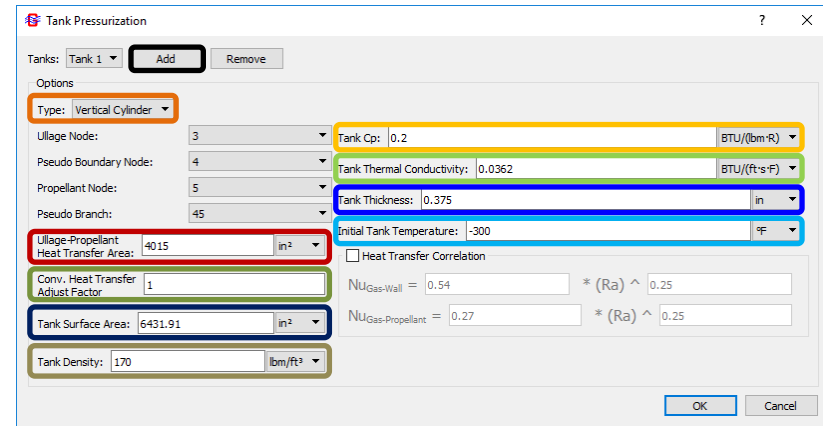 Tank Pressurization
? X
Tanks: Tank 1 Add Remove
Options
Type: Vertical Cylinder
Ullage Node: 3
Pseudo Boundary Node: 4
Propellant Node: 5
Pseudo Branch: 45
Ullage-Propellant
Heat Transfer Area: 4015 in²
Conv. Heat Transfer
Adjust Factor 1
Tank Surface Area: 6431.91 in²
Tank Density: 170 lbm/ft³
Tank Cp: 0.2 BTU/(lbm·R)
Tank Thermal Conductivity: 0.0362 BTU/(ft·s·F)
Tank Thickness: 0.375 in
Initial Tank Temperature: -300 °F
Heat Transfer Correlation
NuGas-Wall = 0.54 * (Ra) ^ 0.25
NuGas-Propellant = 0.27 * (Ra) ^ 0.25
OK Cancel